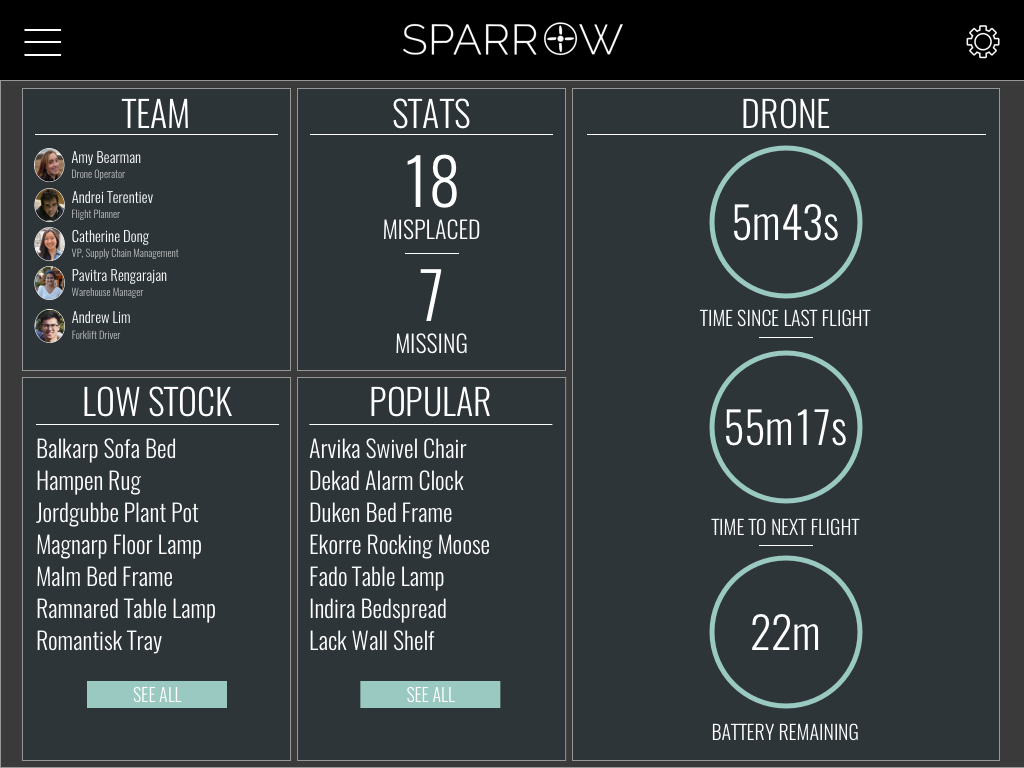 SPARROW
TEAM
Amy Bearman
Drone Operator
Andrei Terentiev
Flight Planner
Catherine Dong
VP, Supply Chain Management
Pavitra Rengarajan
Warehouse Manager
Andrew Lim
Forklift Driver
STATS
18
MISPLACED
7
MISSING
DRONE
5m43s
TIME SINCE LAST FLIGHT
55m17s
TIME TO NEXT FLIGHT
22m
BATTERY REMAINING
LOW STOCK
Balkarp Sofa Bed
Hampen Rug
Jordgubbe Plant Pot
Magnarp Floor Lamp
Malm Bed Frame
Ramnared Table Lamp
Romantisk Tray
SEE ALL
POPULAR
Arvika Swivel Chair
Dekad Alarm Clock
Duken Bed Frame
Ekorre Rocking Moose
Fado Table Lamp
Indira Bedspread
Lack Wall Shelf
SEE ALL